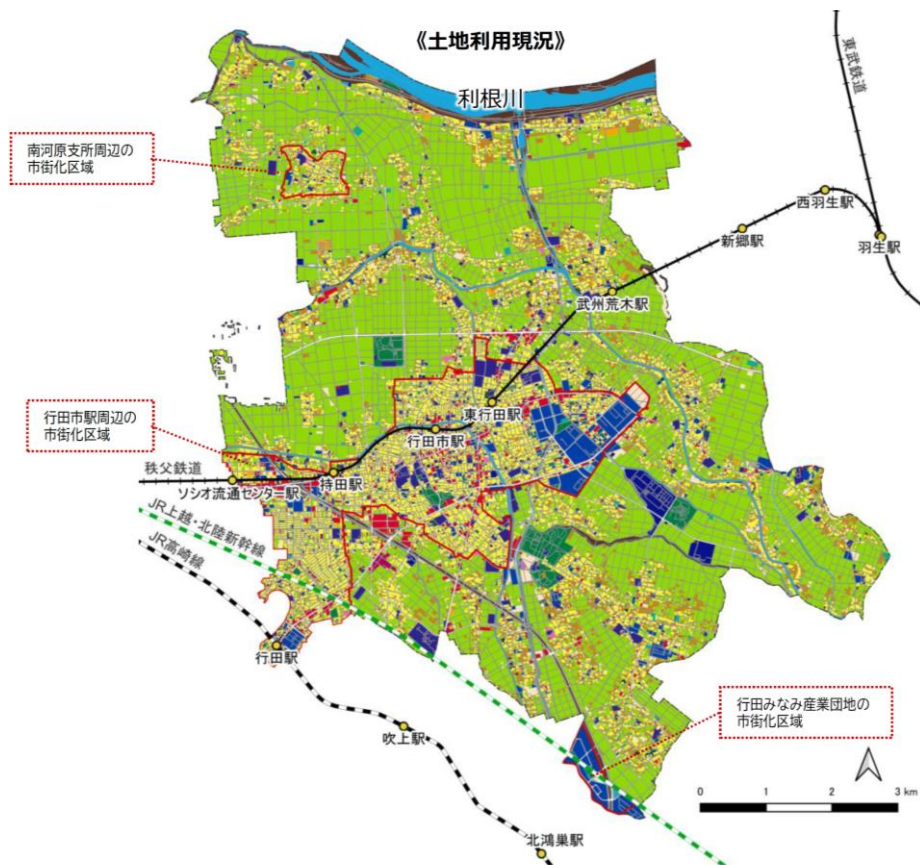 《土地利用現況》
利根川
東武鉄道
南河原支所周辺の
市街化区域
西羽生駅
新郷駅
羽生駅
武州荒木駅
行田市駅周辺の
市街化区域
東行田駅
行田市駅
秩父鉄道
持田駅
ソシオ流通センター駅
JR上越・北陸新幹線
JR高崎線
行田駅
行田みなみ産業団地の
市街化区域
吹上駅
0 1 2 3 km
北鴻巣駅